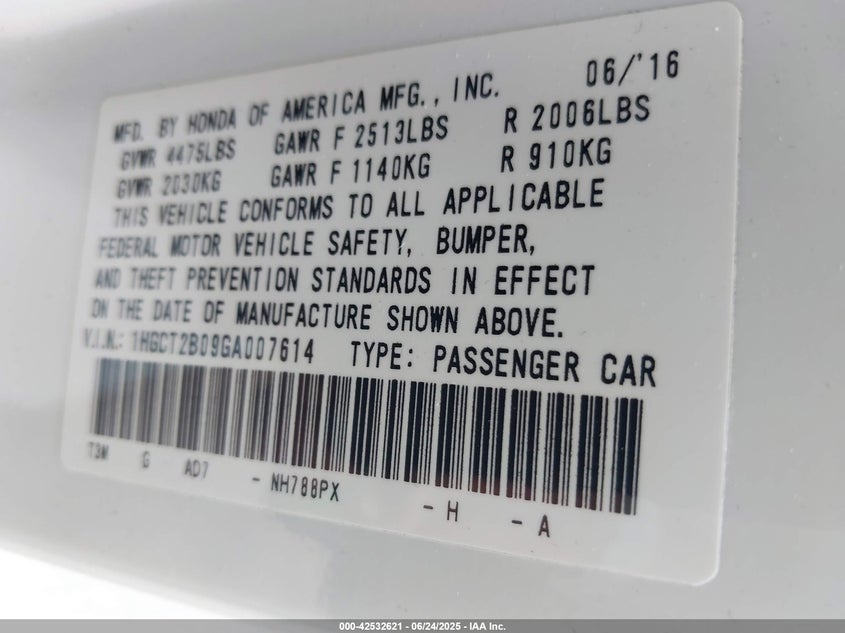 06/'16
MFD. BY HONDA OF AMERICA MFG., INC.
GVWR 4475LBS GAWR F 2513LBS R 2006LBS
GVWR 2030KG GAWR F 1140KG R 910KG
THIS VEHICLE CONFORMS TO ALL APPLICABLE
FEDERAL MOTOR VEHICLE SAFETY, BUMPER,
AND THEFT PREVENTION STANDARDS IN EFFECT
ON THE DATE OF MANUFACTURE SHOWN ABOVE.
V.I.N.: 1HGCT2B09GA007614 TYPE: PASSENGER CAR
T3M G AD7 - NH788PX - H - A
000-42532621 - 06/24/2025 - IAA Inc.